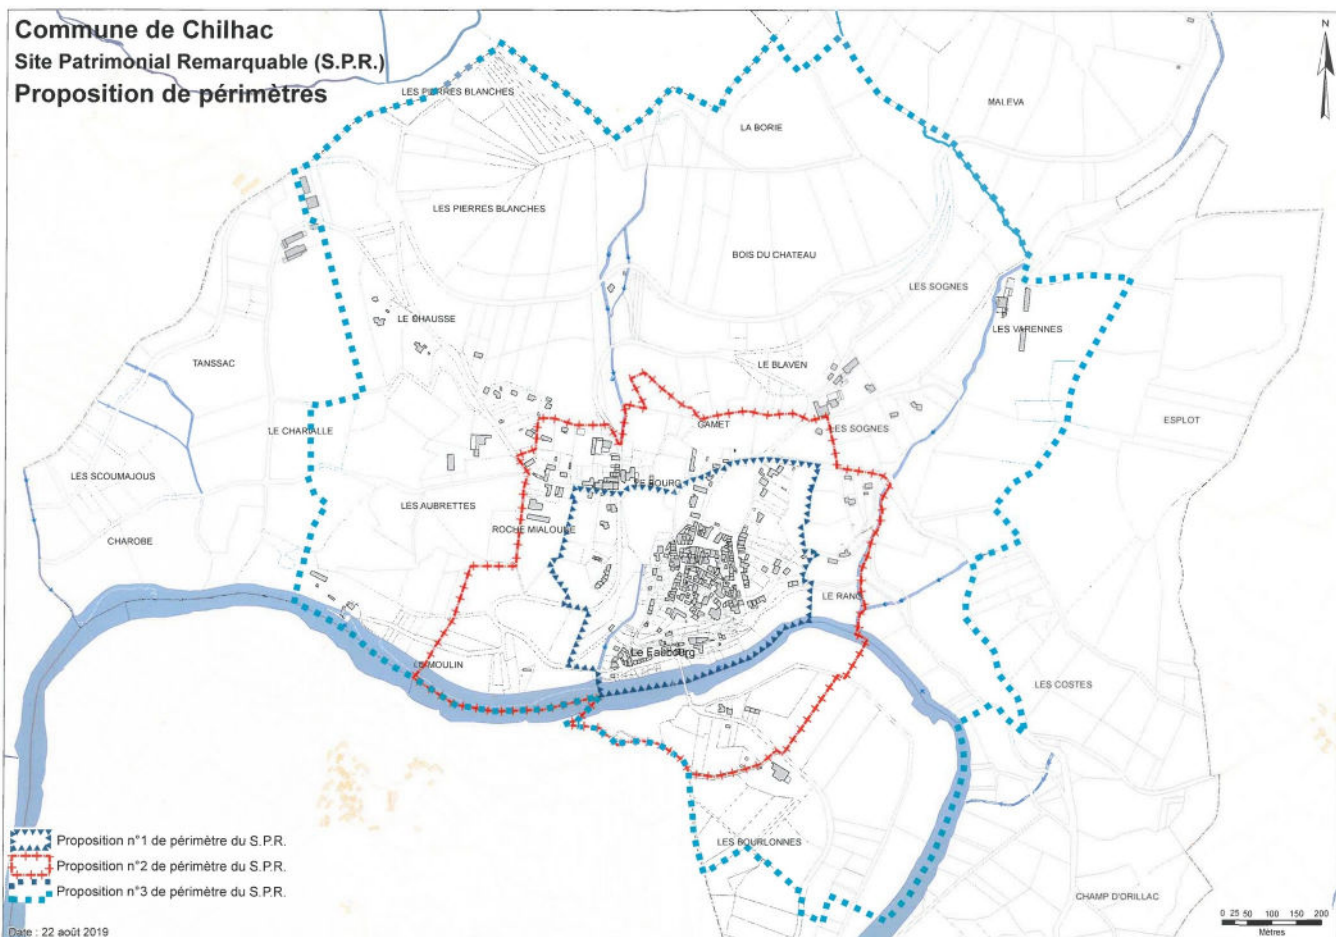 Commune de Chilhac
Site Patrimonial Remarquable (S.P.R.)
Proposition de périmètres
N
LES PIERRES BLANCHES
MALEVA
LA BORIE
LES PIERRES BLANCHES
BOIS DU CHATEAU
LES SOGNES
LE CHAUSSE
LES VARENNES
TANSSAC
LE BLAVEN
ESPLOT
GAMET
LE CHARIALLE
LES SOGNES
LES SCOUMAJOUS
LE BOURG
LES AUBRETTES
ROCHE MIALOUNE
CHAROBE
LE RANC
Le Faubourg
LE MOULIN
LES COSTES
LES BOURLONNES
CHAMP D'ORILLAC
Proposition n°1 de périmètre du S.P.R.
Proposition n°2 de périmètre du S.P.R.
Proposition n°3 de périmètre du S.P.R.
0 25 50 100 150 200
Mètres
Date : 22 août 2019